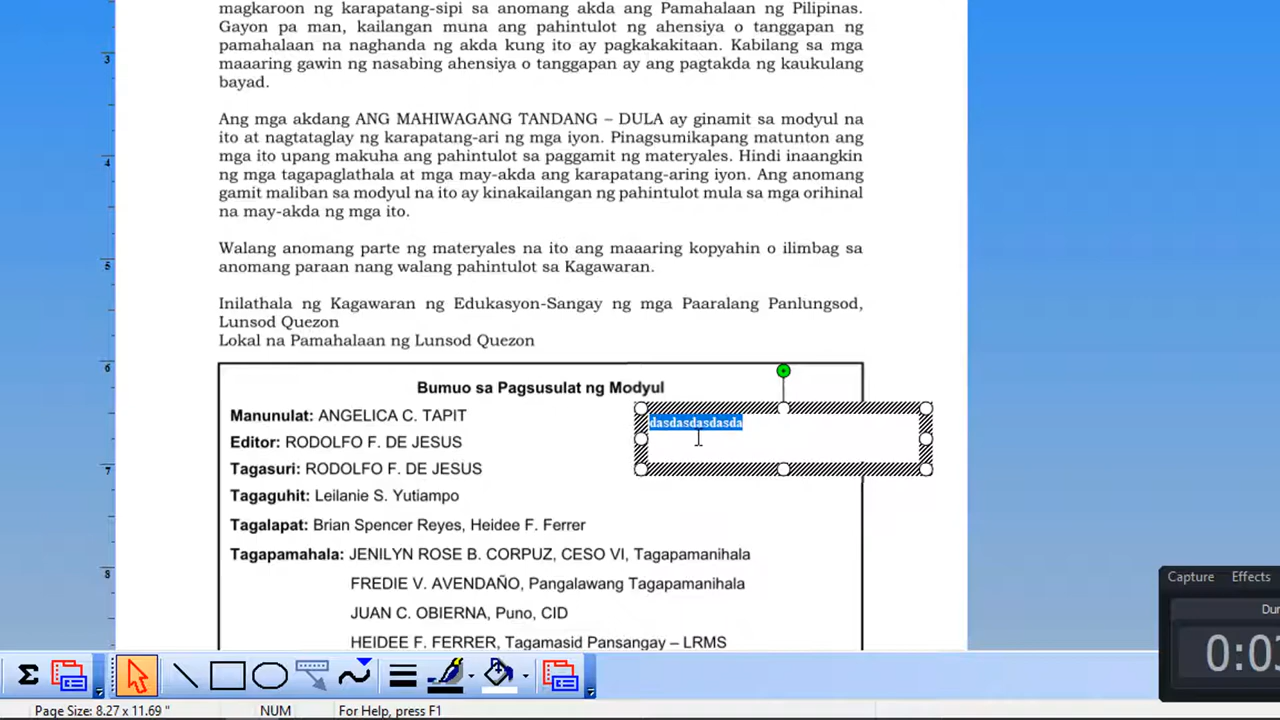 magkaroon ng karapatang-sipi sa anomang akda ang Pamahalaan ng Pilipinas.
Gayon pa man, kailangan muna ang pahintulot ng ahensiya o tanggapan ng
pamahalaan na naghanda ng akda kung ito ay pagkakakitaan. Kabilang sa mga
maaaring gawin ng nasabing ahensiya o tanggapan ay ang pagtakda ng kaukulang
bayad.
Ang mga akdang ANG MAHIWAGANG TANDANG – DULA ay ginamit sa modyul na
ito at nagtataglay ng karapatang-ari ng mga iyon. Pinagsumikapang matunton ang
mga ito upang makuha ang pahintulot sa paggamit ng materyales. Hindi inaangkin
ng mga tagapaglathala at mga may-akda ang karapatang-aring iyon. Ang anomang
gamit maliban sa modyul na ito ay kinakailangan ng pahintulot mula sa mga orihinal
na may-akda ng mga ito.
Walang anomang parte ng materyales na ito ang maaaring kopyahin o ilimbag sa
anomang paraan nang walang pahintulot sa Kagawaran.
Inilathala ng Kagawaran ng Edukasyon-Sangay ng mga Paaralang Panlungsod,
Lunsod Quezon
Lokal na Pamahalaan ng Lunsod Quezon
Bumuo sa Pagsusulat ng Modyul
Manunulat: ANGELICA C. TAPIT
dasdasdasdasda
Editor: RODOLFO F. DE JESUS
Tagasuri: RODOLFO F. DE JESUS
Tagaguhit: Leilanie S. Yutiampo
Tagalapat: Brian Spencer Reyes, Heidee F. Ferrer
Tagapamahala: JENILYN ROSE B. CORPUZ, CESO VI, Tagapamanihala
FREDIE V. AVENDAÑO, Pangalawang Tagapamanihala
JUAN C. OBIERNA, Puno, CID
HEIDEE F. FERRER, Tagamasid Pansangay – LRMS
3
4
5
6
7
8
Capture Effects
Du
0:0
Page Size: 8.27 x 11.69 " NUM For Help, press F1